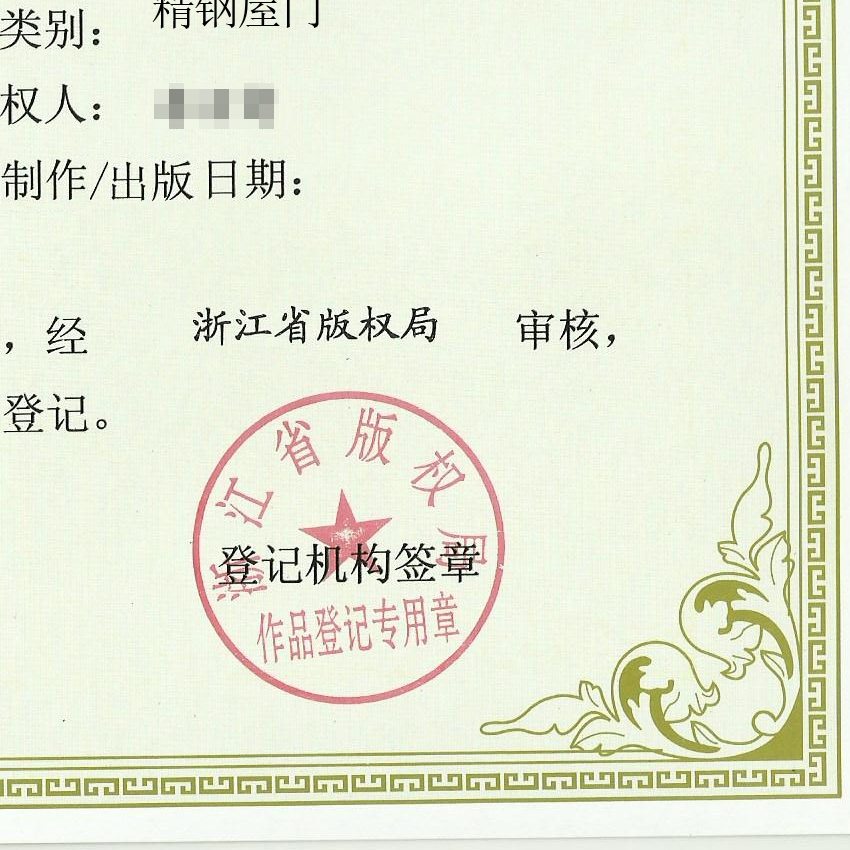 类别： 精钢屋门
权人：
制作/出版日期：
，经 浙江省版权局 审核，
登记。
浙江省版权局
登记机构签章
作品登记专用章